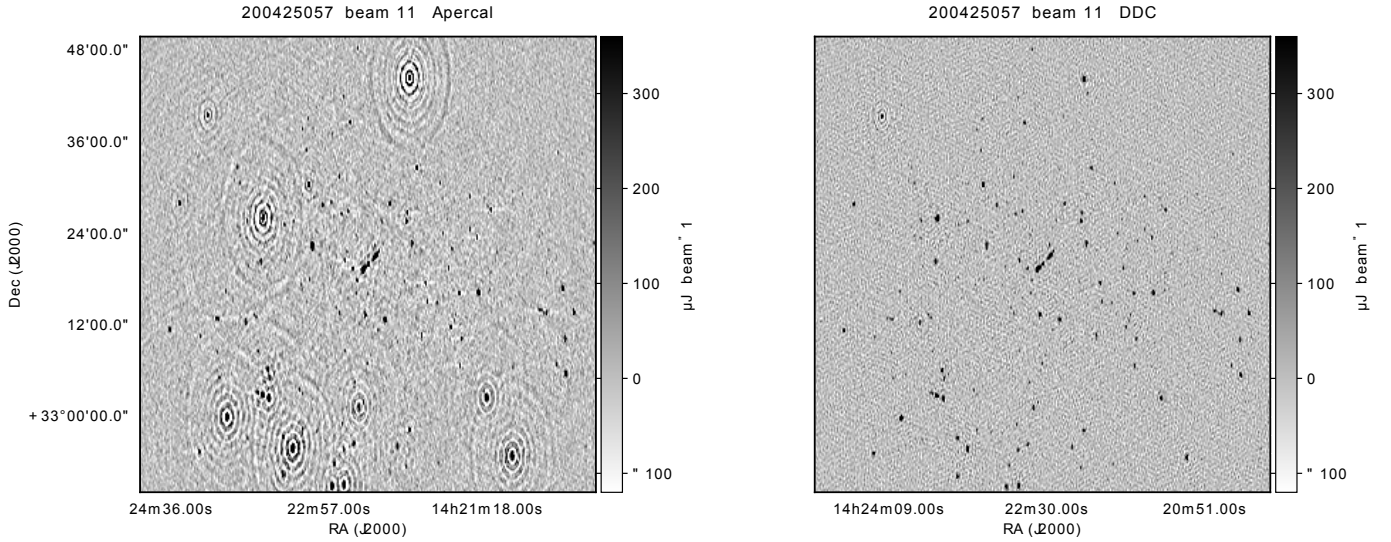 200425057 beam 11 Apercal
48'00.0"
36'00.0"
24'00.0"
12'00.0"
+33°00'00.0"
Dec (J2000)
24m36.00s
22m57.00s
14h21m18.00s
RA (J2000)
300
200
100
0
" 100
µJ beam" 1
200425057 beam 11 DDC
14h24m09.00s
22m30.00s
20m51.00s
RA (J2000)
300
200
100
0
" 100
µJ beam" 1